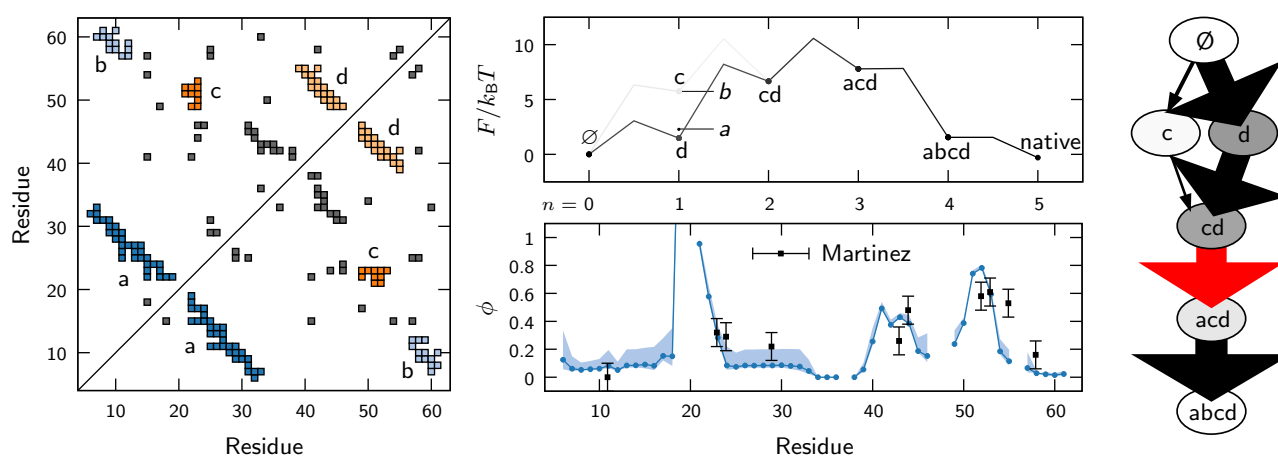 60
50
40
30
20
10
Residue
b
c
d
d
a
c
a
b
10 20 30 40 50 60
Residue
F/k_BT
10
5
0
∅
c
b
a
d
cd
acd
abcd
native
n = 0 1 2 3 4 5
ϕ
1
0.8
0.6
0.4
0.2
0
Martinez
10 20 30 40 50 60
Residue
∅
c d
cd
acd
abcd